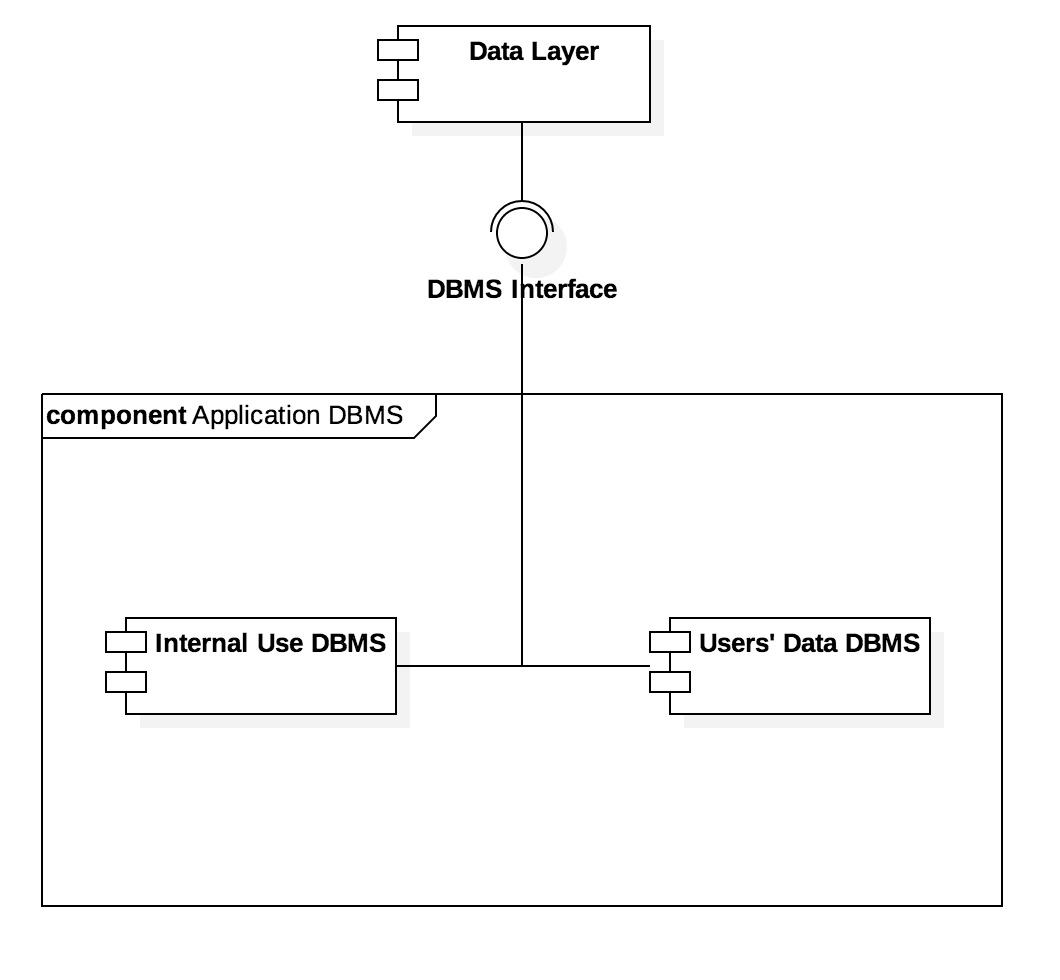 Data Layer
DBMS Interface
component Application DBMS
Internal Use DBMS
Users' Data DBMS